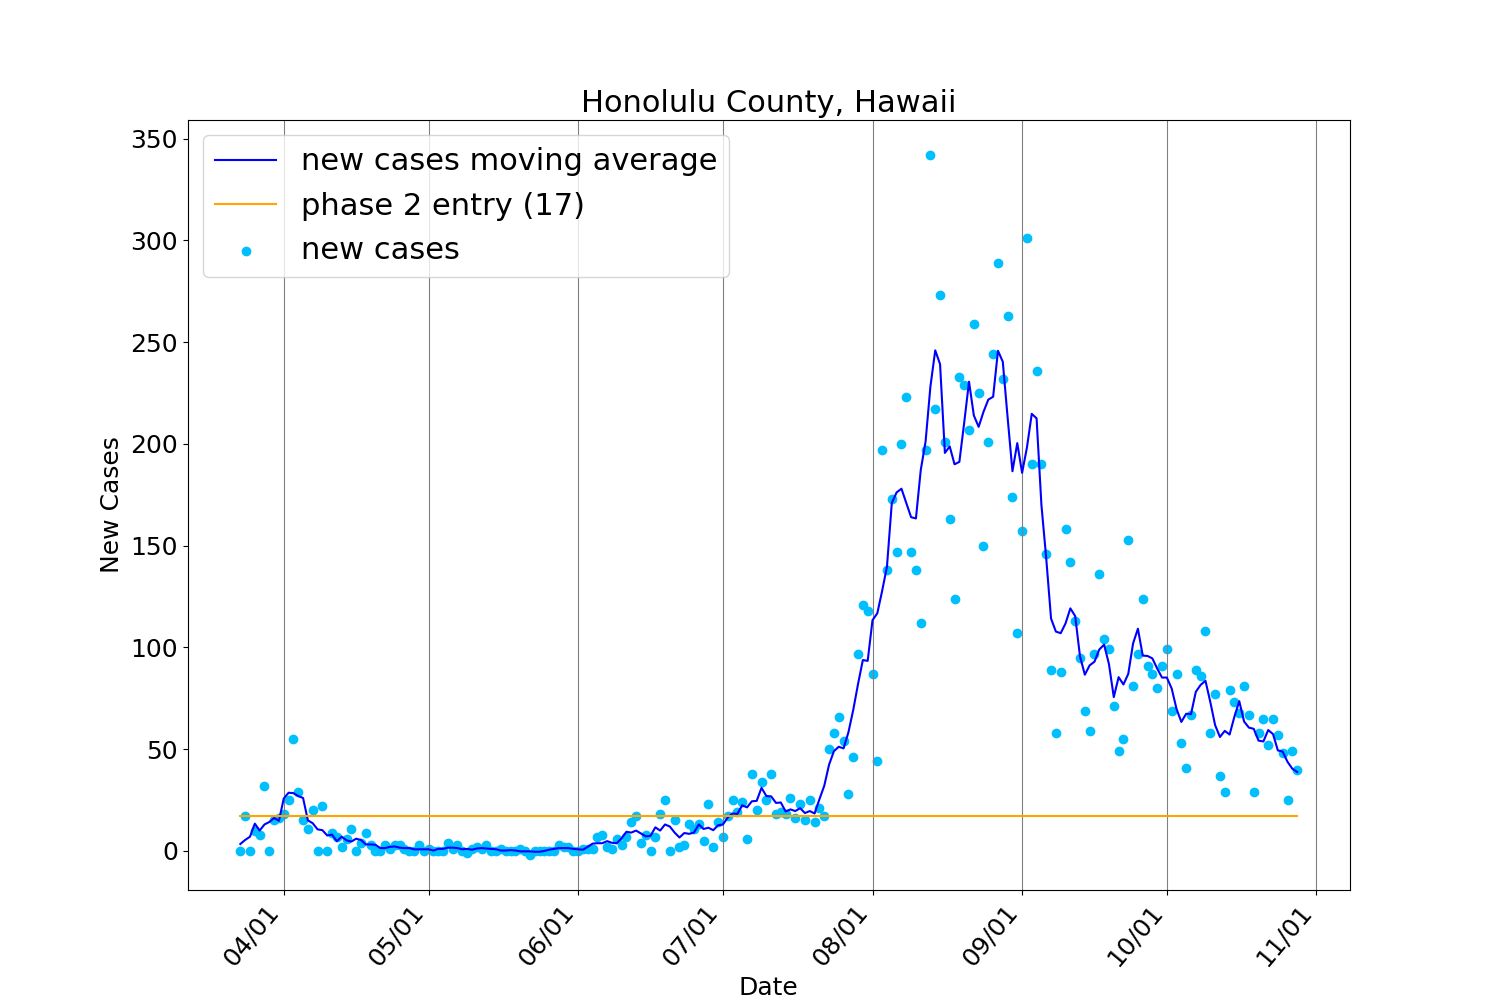 Honolulu County, Hawaii
new cases moving average
phase 2 entry (17)
new cases
350
300
250
200
150
100
50
0
New Cases
04/01
05/01
06/01
07/01
08/01
09/01
10/01
11/01
Date